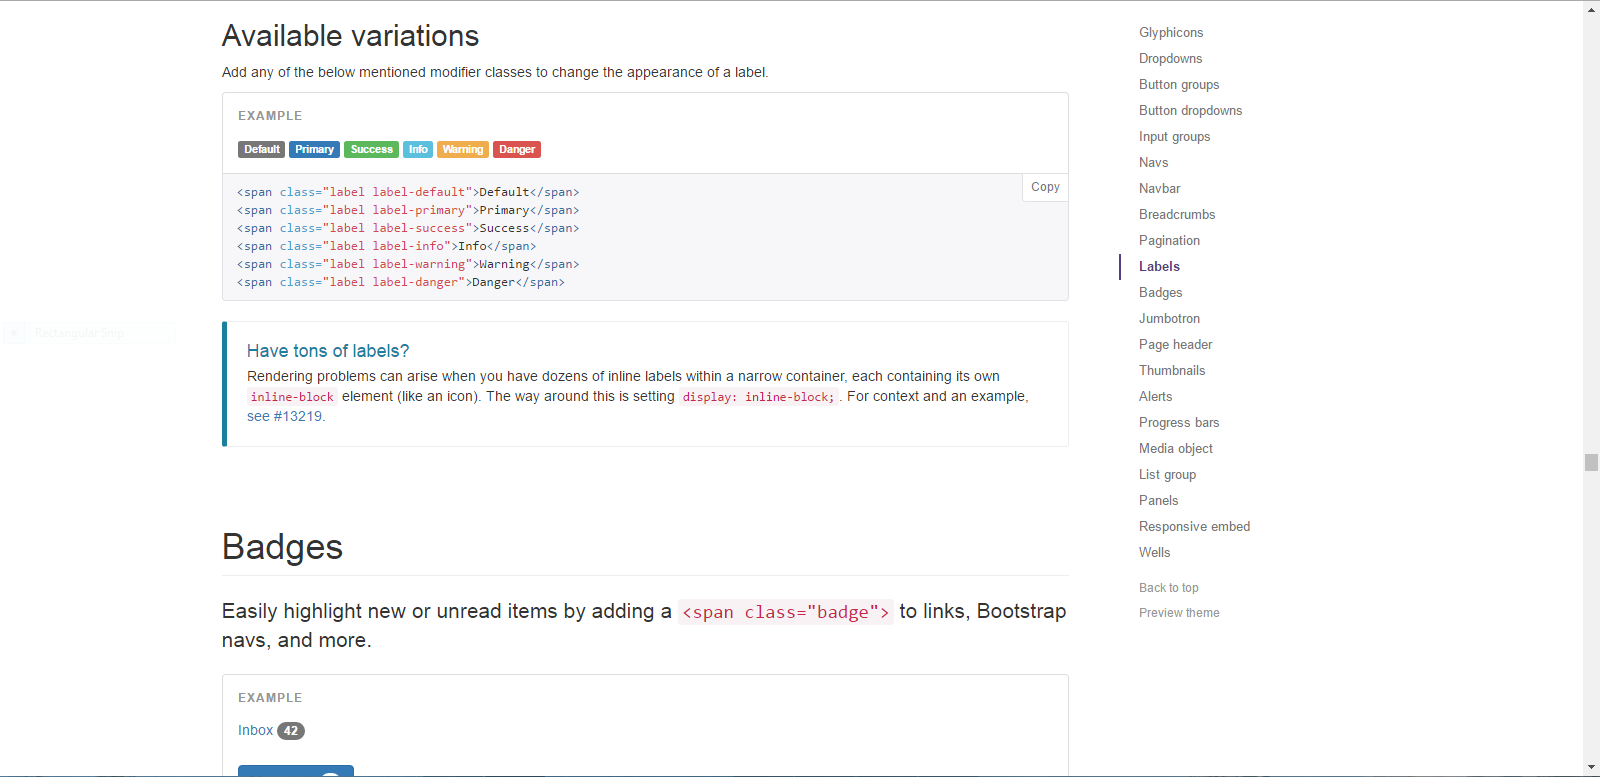 Available variations
Add any of the below mentioned modifier classes to change the appearance of a label.
EXAMPLE
Default Primary Success Info Warning Danger
Copy
<span class="label label-default">Default</span>
<span class="label label-primary">Primary</span>
<span class="label label-success">Success</span>
<span class="label label-info">Info</span>
<span class="label label-warning">Warning</span>
<span class="label label-danger">Danger</span>
Rectangular Snip
Have tons of labels?
Rendering problems can arise when you have dozens of inline labels within a narrow container, each containing its own
inline-block element (like an icon). The way around this is setting display: inline-block;. For context and an example,
see #13219.
Badges
Easily highlight new or unread items by adding a <span class="badge"> to links, Bootstrap
navs, and more.
EXAMPLE
Inbox 42
Glyphicons
Dropdowns
Button groups
Button dropdowns
Input groups
Navs
Navbar
Breadcrumbs
Pagination
Labels
Badges
Jumbotron
Page header
Thumbnails
Alerts
Progress bars
Media object
List group
Panels
Responsive embed
Wells
Back to top
Preview theme